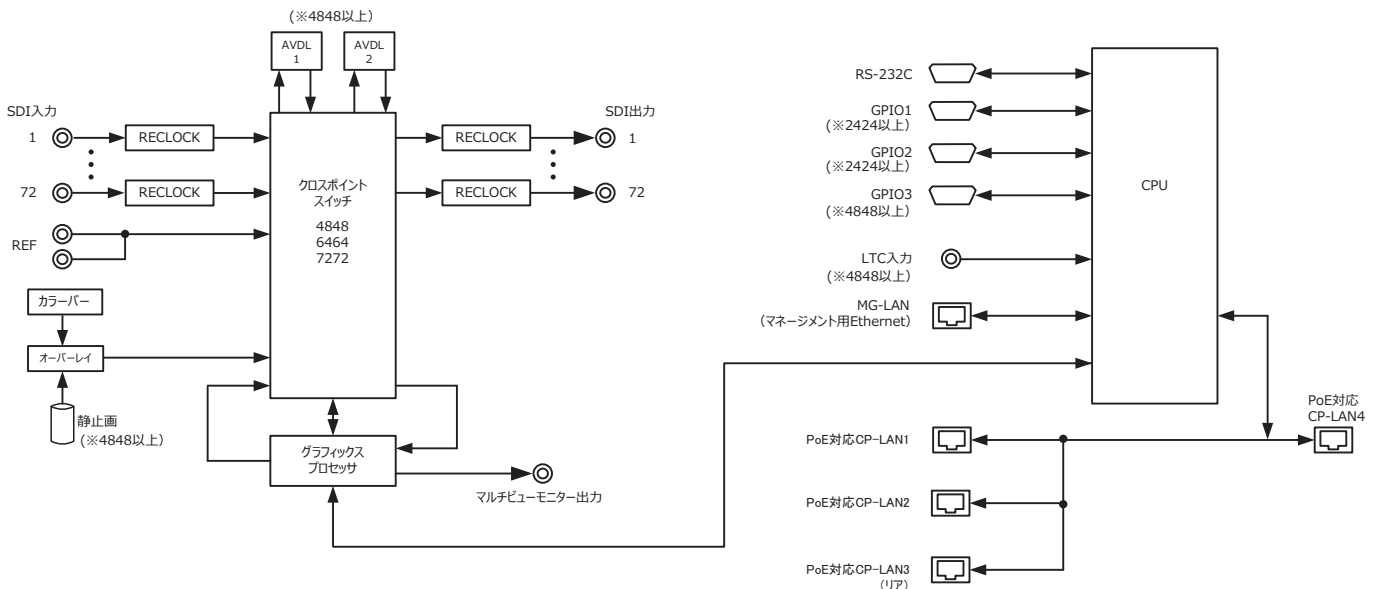 (※4848以上)
AVDL
1
AVDL
2
SDI入力
1
RECLOCK
72
RECLOCK
REF
クロスポイント
スイッチ
4848
6464
7272
RECLOCK
RECLOCK
SDI出力
1
72
カラーバー
オーバーレイ
静止画
(※4848以上)
グラフィックス
プロセッサ
マルチビューモニター出力
RS-232C
GPIO1
(※2424以上)
GPIO2
(※2424以上)
GPIO3
(※4848以上)
LTC入力
(※4848以上)
MG-LAN
(マネージメント用Ethernet)
CPU
PoE対応
CP-LAN4
PoE対応CP-LAN1
PoE対応CP-LAN2
PoE対応CP-LAN3
(リア)